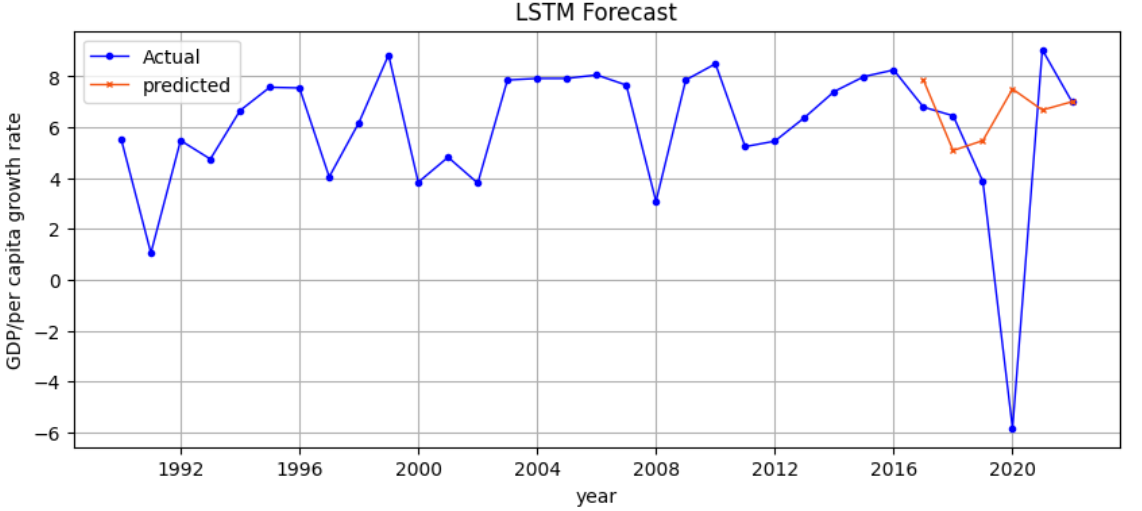 LSTM Forecast
Actual
predicted
GDP/per capita growth rate
8
6
4
2
0
−2
−4
−6
1992 1996 2000 2004 2008 2012 2016 2020
year